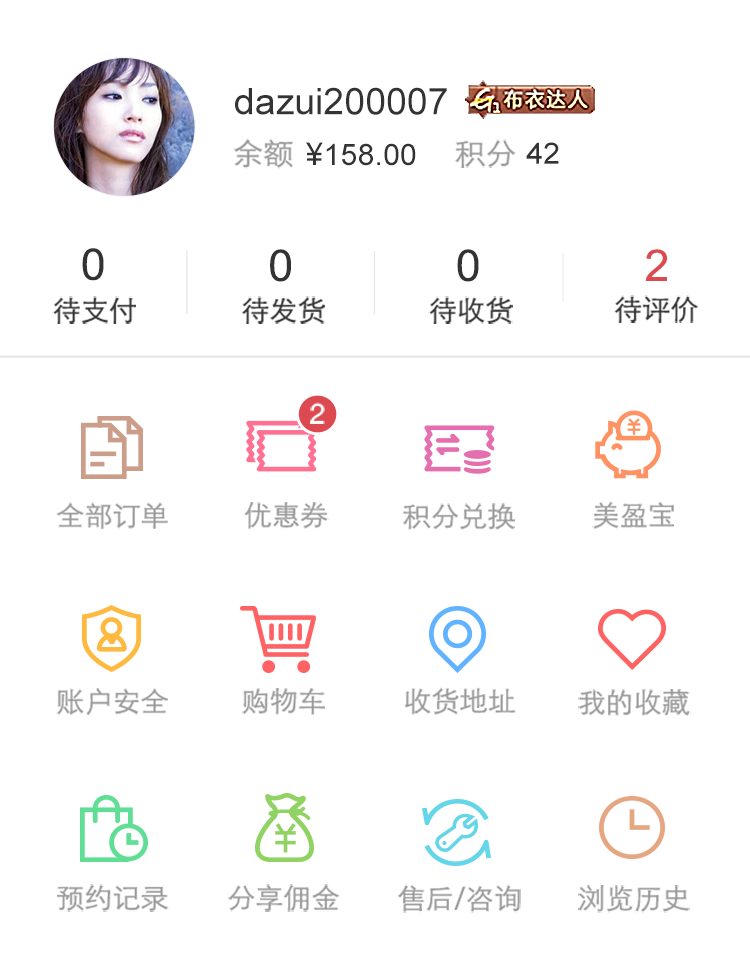 dazui200007 G1 布衣达人
余额 ¥158.00 积分 42
0 0 0 2
待支付 待发货 待收货 待评价
2
¥
全部订单 优惠券 积分兑换 美盈宝
账户安全 购物车 收货地址 我的收藏
¥
预约记录 分享佣金 售后/咨询 浏览历史